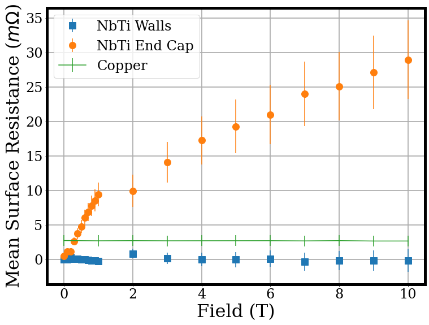 Mean Surface Resistance (mΩ)
35
30
25
20
15
10
5
0
NbTi Walls
NbTi End Cap
Copper
0 2 4 6 8 10
Field (T)